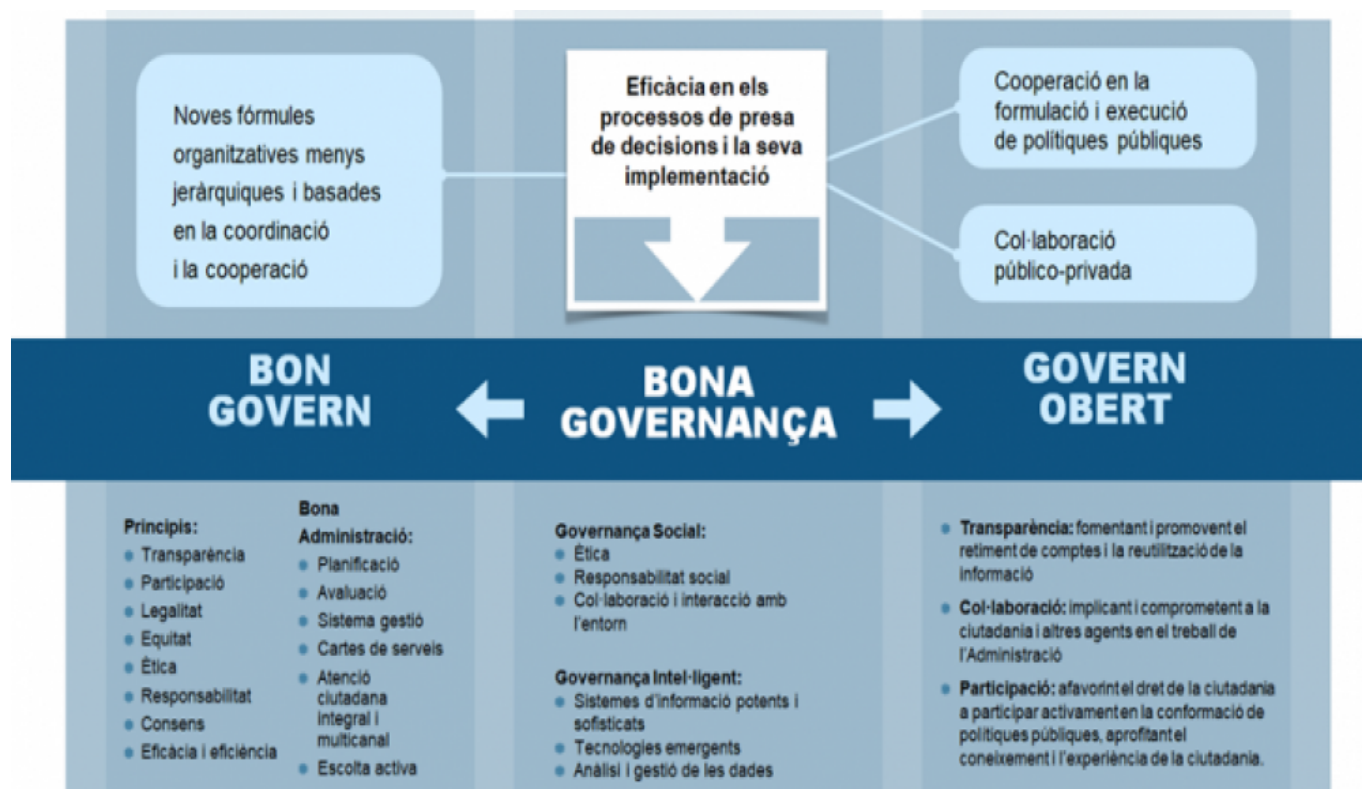 Noves fórmules
organitzatives menys
jeràrquiques i basades
en la coordinació
i la cooperació
Eficàcia en els
processos de presa
de decisions i la seva
implementació
Cooperació en la
formulació i execució
de polítiques públiques
Col·laboració
público-privada
BON
GOVERN
BONA
GOVERNANÇA
GOVERN
OBERT
Principis:
Transparència
Participació
Legalitat
Equitat
Ètica
Responsabilitat
Consens
Eficàcia i eficiència
Bona
Administració:
Planificació
Avaluació
Sistema gestió
Cartes de serveis
Atenció
ciutadana
integral i
multicanal
Escolta activa
Governança Social:
Ètica
Responsabilitat social
Col·laboració i interacció amb
l'entorn
Governança Intel·ligent:
Sistemes d'informació potents i
sofisticats
Tecnologies emergents
Anàlisi i gestió de les dades
Transparència: fomentant i promovent el
retiment de comptes i la reutilització de la
informació
Col·laboració: implicant i comprometent a la
ciutadania i altres agents en el treball de
l'Administració
Participació: afavorint el dret de la ciutadania
a participar activament en la conformació de
polítiques públiques, aprofitant el
coneixement i l'experiència de la ciutadania.